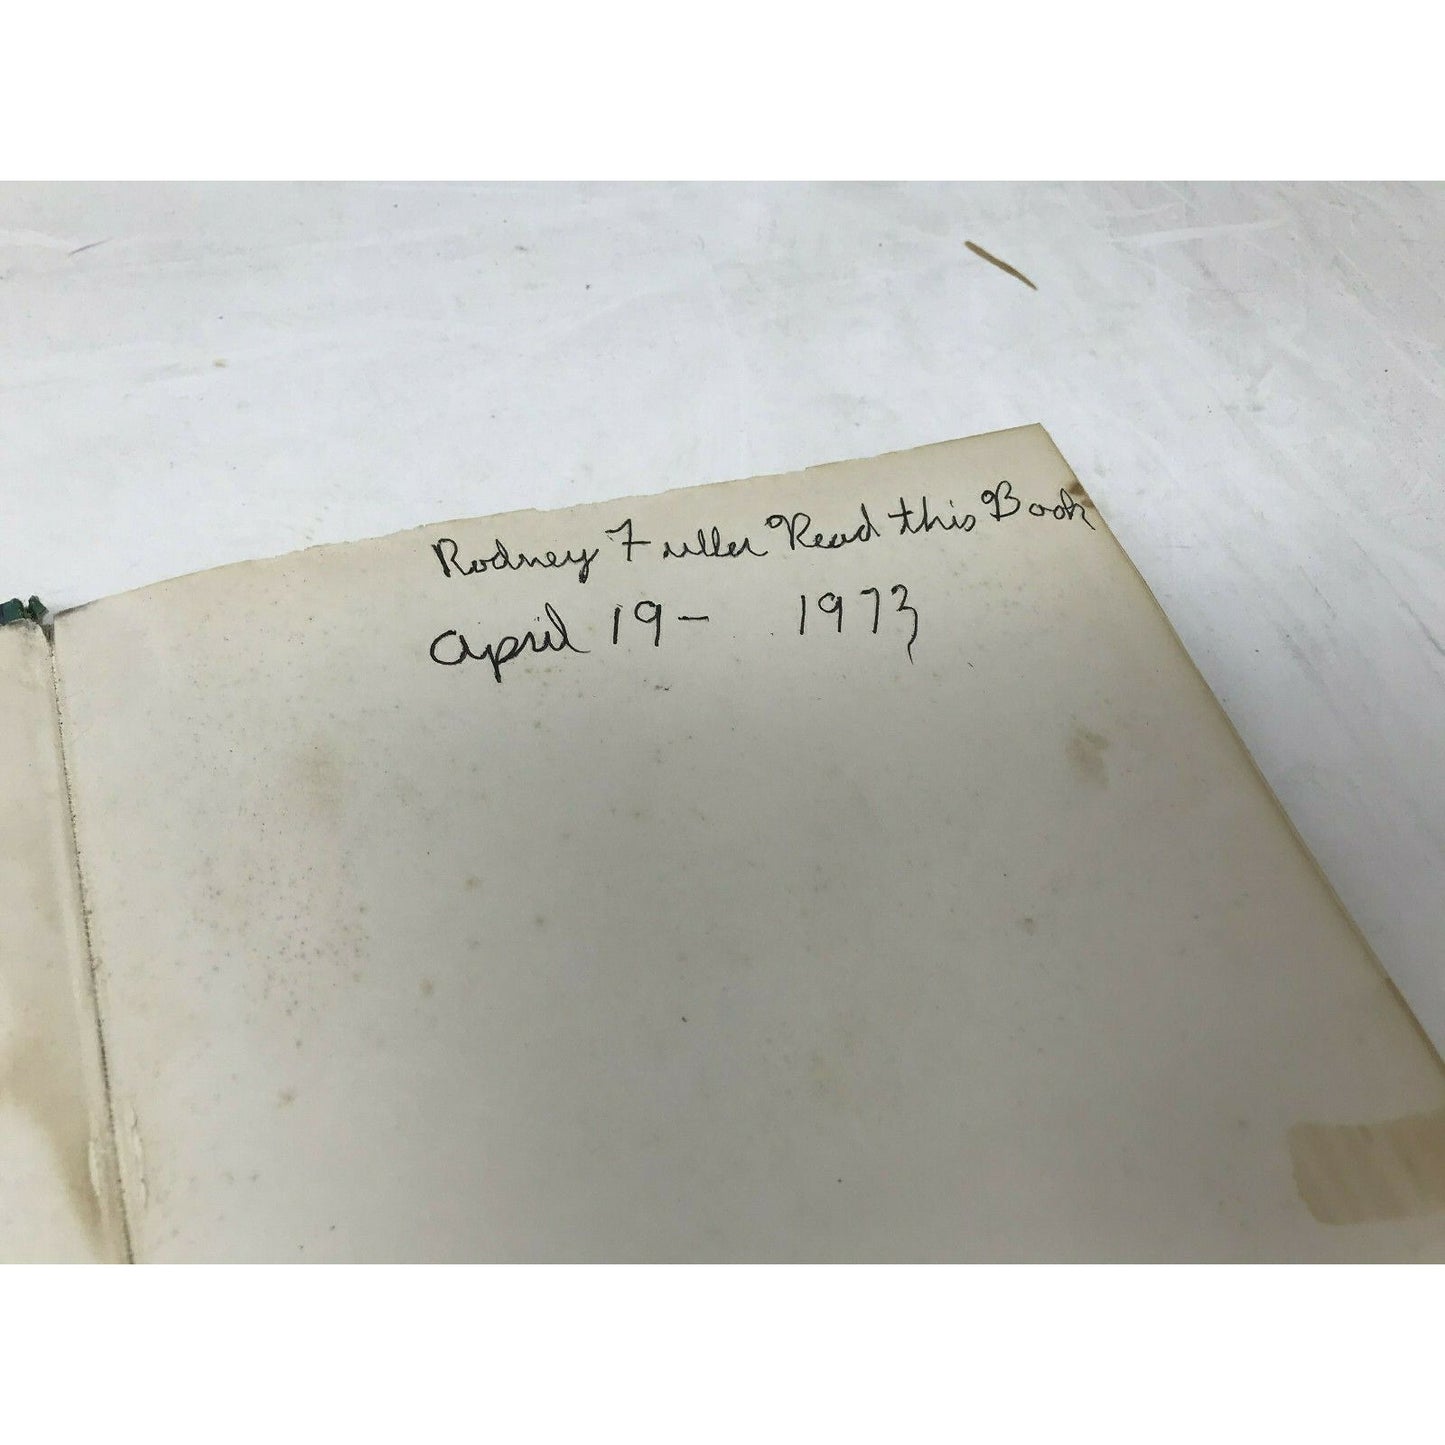 Rodney Fuller Read this Book
April 19- 1973